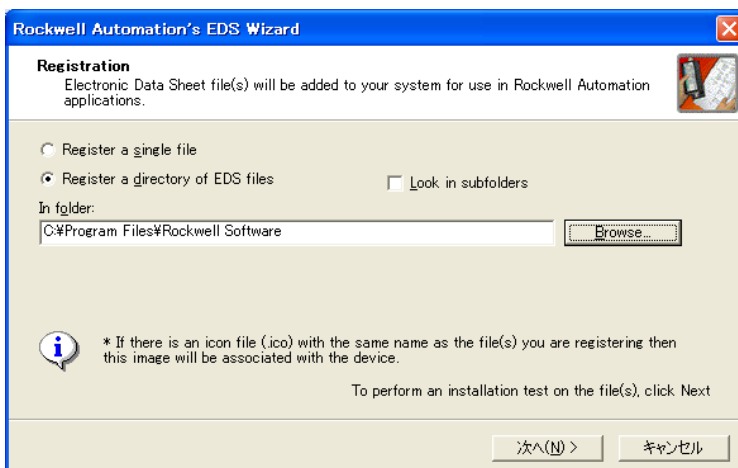 Rockwell Automation's EDS Wizard
Registration
Electronic Data Sheet file(s) will be added to your system for use in Rockwell Automation
applications.
Register a single file
Register a directory of EDS files
Look in subfolders
In folder:
C:¥Program Files¥Rockwell Software
Browse...
* If there is an icon file (.ico) with the same name as the file(s) you are registering then
this image will be associated with the device.
To perform an installation test on the file(s), click Next
次へ(N) >
キャンセル